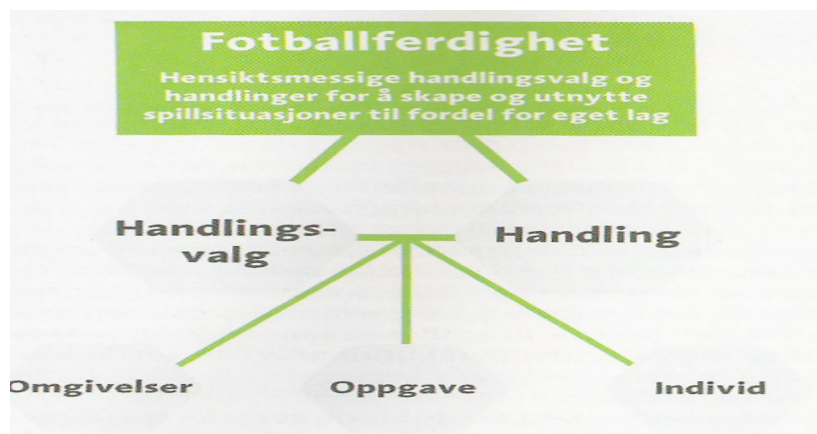 Fotballferdighet
Hensiktsmessige handlingsvalg og
handlinger for å skape og utnytte
spillsituasjoner til fordel for eget lag
Handlings-
valg
Handling
Omgivelser
Oppgave
Individ